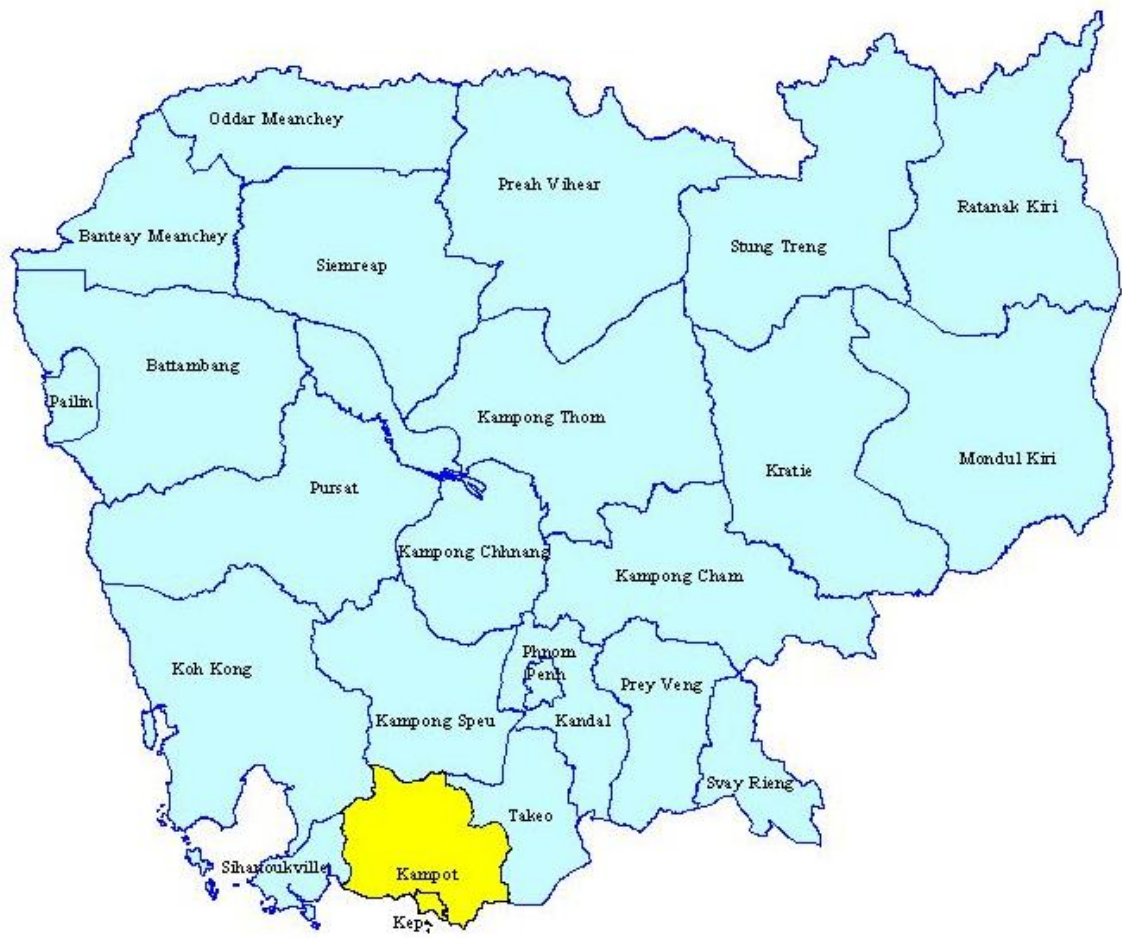 Oddar Meanchey
Preah Vihear
Ratanak Kiri
Banteay Meanchey
Stung Treng
Siemreap
Battambang
Pailin
Kampong Thom
Mondul Kiri
Kratie
Pursat
Kampong Chhnang
Kampong Cham
Phnom
Penh
Koh Kong
Prey Veng
Kampong Speu
Kandal
Svay Rieng
Takeo
Sihanoukville
Kampot
Kep